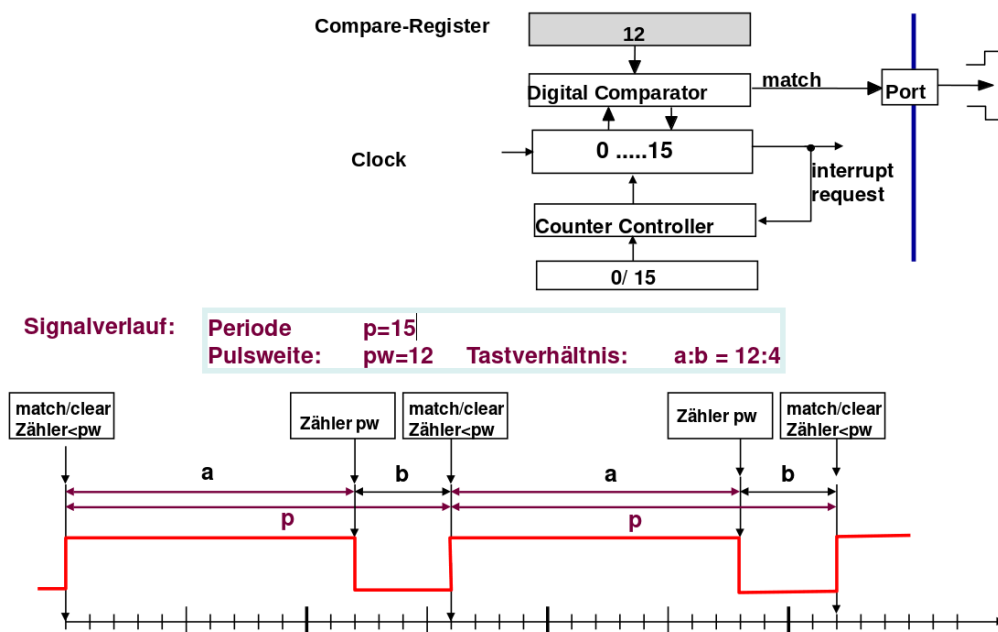 Compare-Register
12
Digital Comparator
match
Port
Clock
0 .....15
interrupt
request
Counter Controller
0/ 15
Signalverlauf:
Periode p=15
Pulsweite: pw=12 Tastverhältnis: a:b = 12:4
match/clear
Zähler<pw
Zähler pw
match/clear
Zähler<pw
Zähler pw
match/clear
Zähler<pw
a
b
a
b
p
p